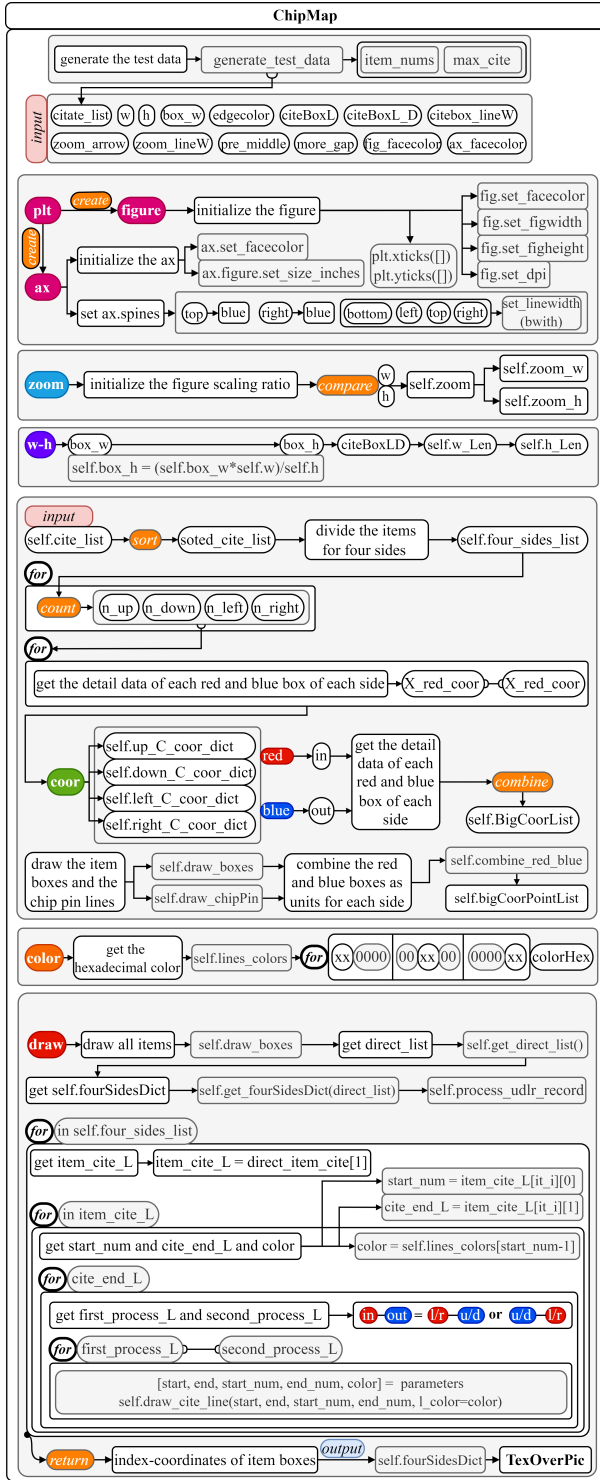 ChipMap
generate the test data generate_test_data item_nums max_cite
input
citate_list w h box_w edgecolor citeBoxL citeBoxL_D citebox_lineW
zoom_arrow zoom_lineW pre_middle more_gap fig_facecolor ax_facecolor
plt create figure initialize the figure
fig.set_facecolor
fig.set_figwidth
fig.set_figheight
fig.set_dpi
plt.xticks([])
plt.yticks([])
create
ax
initialize the ax
ax.set_facecolor
ax.figure.set_size_inches
set ax.spines top blue right blue bottom left top right
set_linewidth
(bwith)
zoom initialize the figure scaling ratio compare
w
h
self.zoom
self.zoom_w
self.zoom_h
w-h box_w box_h citeBoxLD self.w_Len self.h_Len
self.box_h = (self.box_w*self.w)/self.h
input
self.cite_list sort soted_cite_list
divide the items
for four sides
self.four_sides_list
for
count n_up n_down n_left n_right
for
get the detail data of each red and blue box of each side X_red_coor X_red_coor
coor
self.up_C_coor_dict
self.down_C_coor_dict
self.left_C_coor_dict
self.right_C_coor_dict
red in
blue out
get the detail
data of each
red and blue
box of each
side
combine
self.BigCoorList
draw the item
boxes and the
chip pin lines
self.draw_boxes
self.draw_chipPin
combine the red
and blue boxes as
units for each side
self.combine_red_blue
self.bigCoorPointList
color
get the
hexadecimal color
self.lines_colors for xx 0000 00 xx 00 0000 xx colorHex
draw draw all items self.draw_boxes get direct_list self.get_direct_list()
get self.fourSidesDict self.get_fourSidesDict(direct_list) self.process_udlr_record
for in self.four_sides_list
get item_cite_L item_cite_L = direct_item_cite[1]
start_num = item_cite_L[it_i][0]
for in item_cite_L cite_end_L = item_cite_L[it_i][1]
get start_num and cite_end_L and color color = self.lines_colors[start_num-1]
for cite_end_L
get first_process_L and second_process_L in out = l/r u/d or u/d l/r
for first_process_L second_process_L
[start, end, start_num, end_num, color] = parameters
self.draw_cite_line(start, end, start_num, end_num, l_color=color)
return index-coordinates of item boxes output self.fourSidesDict TexOverPic